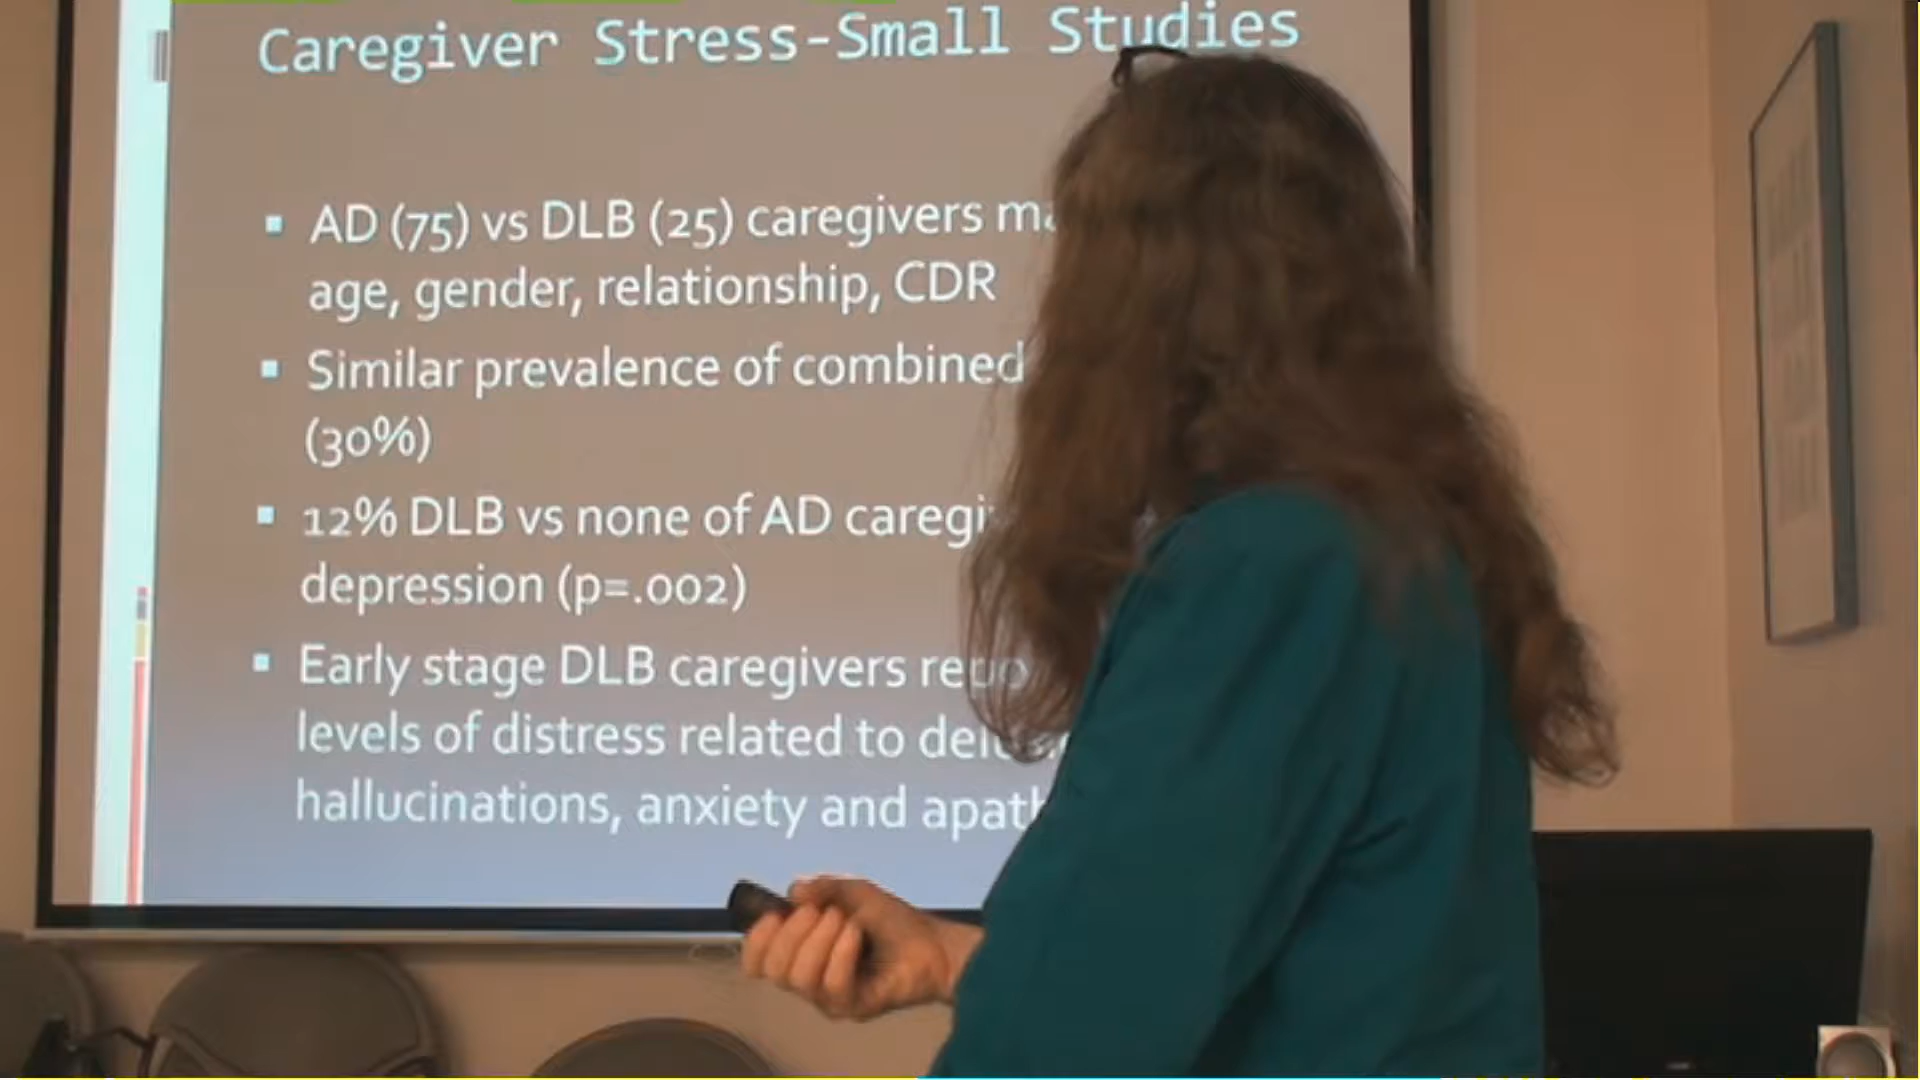 Caregiver Stress-Small Studies
AD (75) vs DLB (25) caregivers
age, gender, relationship, CDR
Similar prevalence of combined
(30%)
12% DLB vs none of AD
depression (p=.002)
Early stage DLB caregivers
levels of distress related to
hallucinations, anxiety and